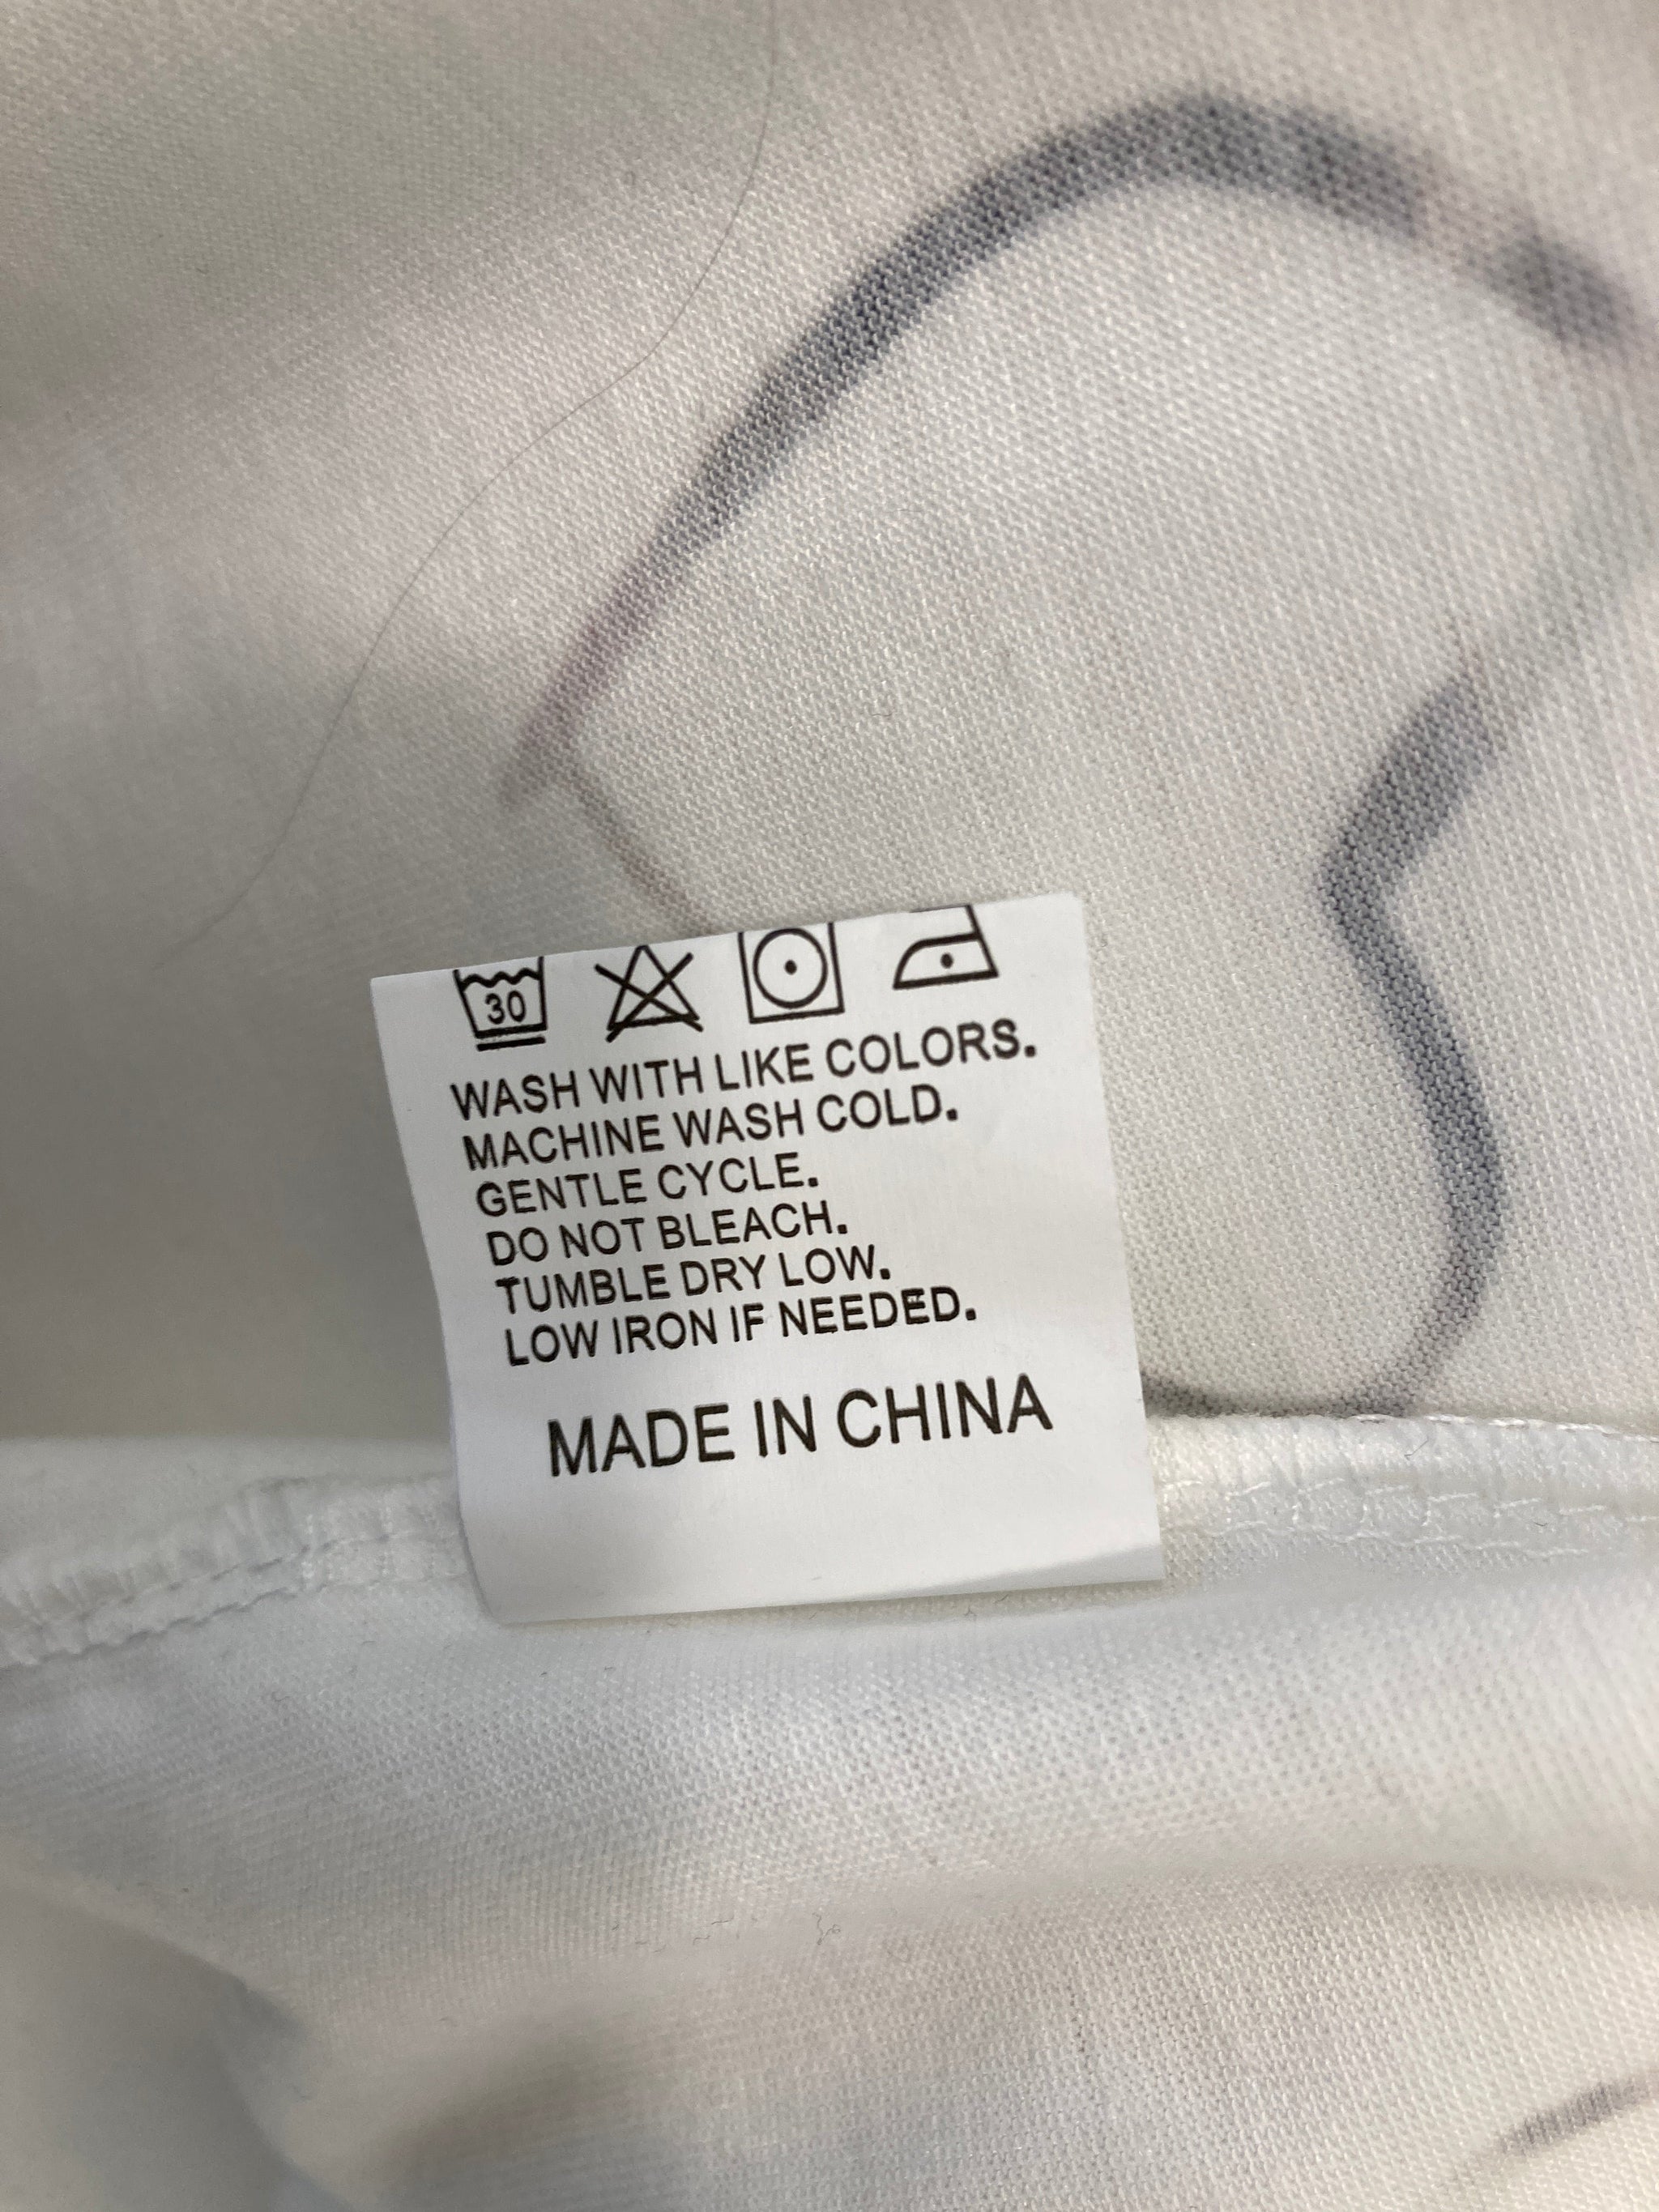 30
WASH WITH LIKE COLORS.
MACHINE WASH COLD.
GENTLE CYCLE.
DO NOT BLEACH.
TUMBLE DRY LOW.
LOW IRON IF NEEDED.
MADE IN CHINA